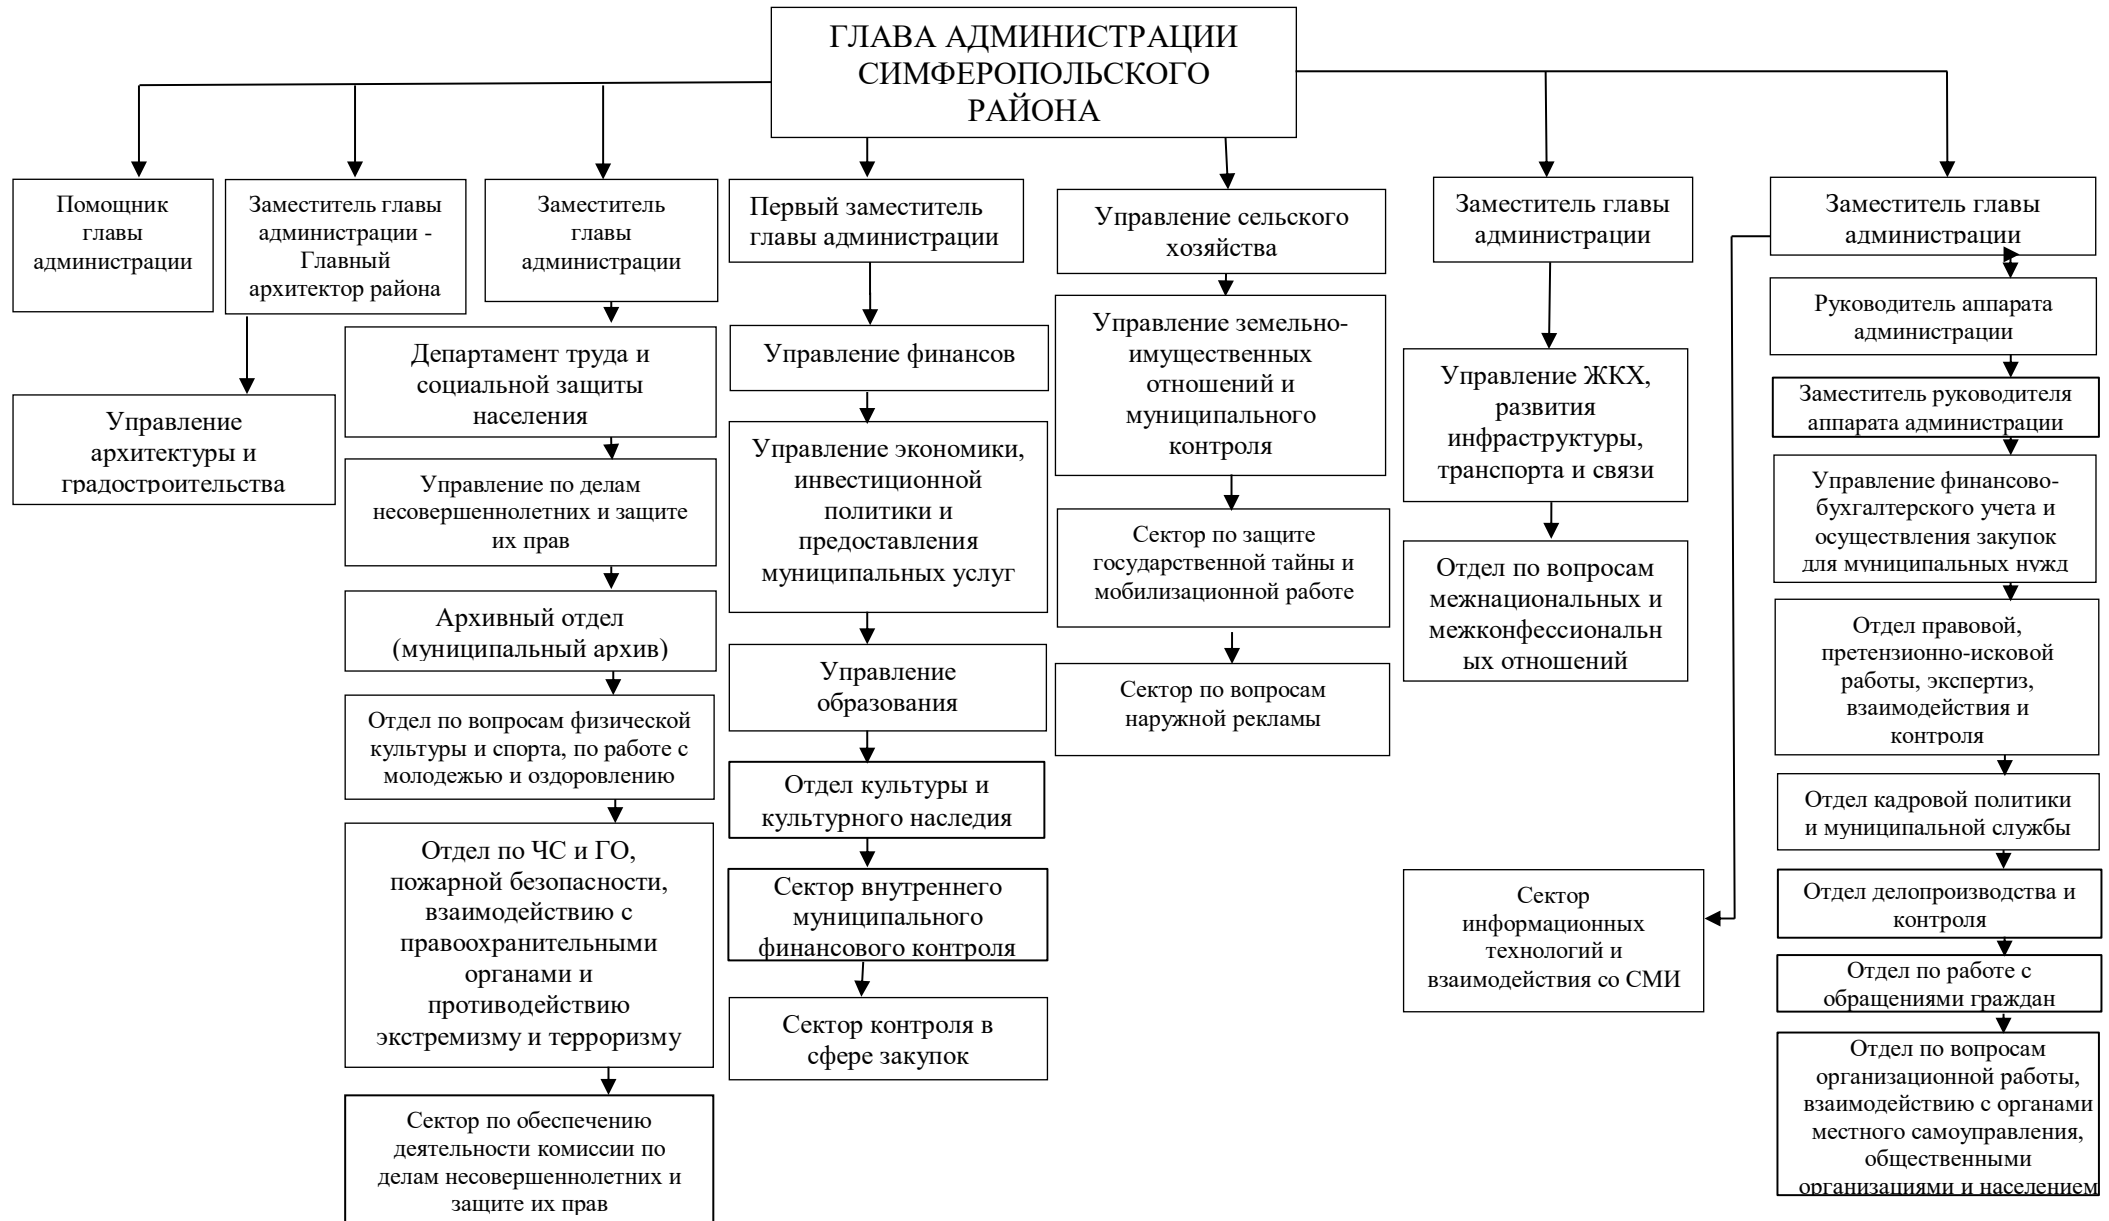 ГЛАВА АДМИНИСТРАЦИИ
СИМФЕРОПОЛЬСКОГО
РАЙОНА
Помощник
главы
администрации
Заместитель главы
администрации -
Главный
архитектор района
Управление
архитектуры и
градостроительства
Заместитель
главы
администрации
Департамент труда и
социальной защиты
населения
Управление по делам
несовершеннолетних и защите
их прав
Архивный отдел
(муниципальный архив)
Отдел по вопросам физической
культуры и спорта, по работе с
молодежью и оздоровлению
Отдел по ЧС и ГО,
пожарной безопасности,
взаимодействию с
правоохранительными
органами и
противодействию
экстремизму и терроризму
Сектор по обеспечению
деятельности комиссии по
делам несовершеннолетних и
защите их прав
Первый заместитель
главы администрации
Управление финансов
Управление экономики,
инвестиционной
политики и
предоставления
муниципальных услуг
Управление
образования
Отдел культуры и
культурного наследия
Сектор внутреннего
муниципального
финансового контроля
Сектор контроля в
сфере закупок
Управление сельского
хозяйства
Управление земельно-
имущественных
отношений и
муниципального
контроля
Сектор по защите
государственной тайны и
мобилизационной работе
Сектор по вопросам
наружной рекламы
Заместитель главы
администрации
Управление ЖКХ,
развития
инфраструктуры,
транспорта и связи
Отдел по вопросам
межнациональных и
межконфессиональн
ых отношений
Сектор
информационных
технологий и
взаимодействия со СМИ
Заместитель главы
администрации
Руководитель аппарата
администрации
Заместитель руководителя
аппарата администрации
Управление финансово-
бухгалтерского учета и
осуществления закупок
для муниципальных нужд
Отдел правовой,
претензионно-исковой
работы, экспертиз,
взаимодействия и
контроля
Отдел кадровой политики
и муниципальной службы
Отдел делопроизводства и
контроля
Отдел по работе с
обращениями граждан
Отдел по вопросам
организационной работы,
взаимодействию с органами
местного самоуправления,
общественными
организациями и населением